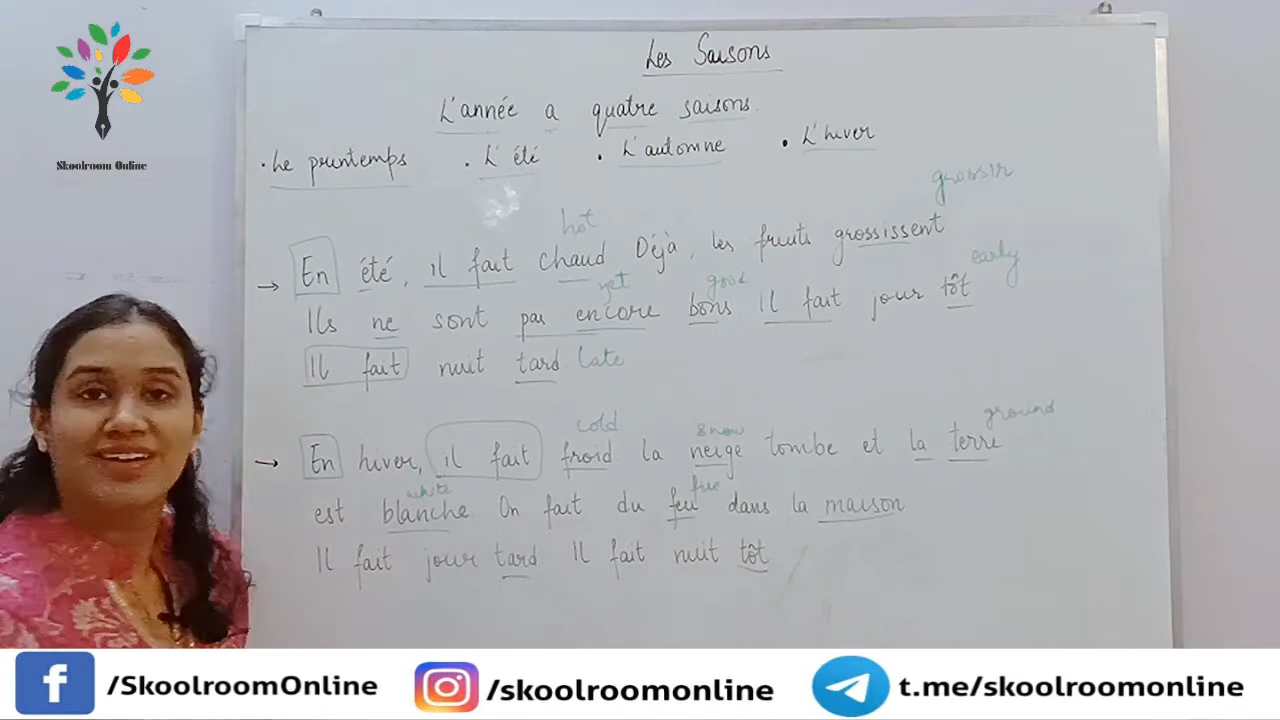 Skoolroom Online
Les Saisons
L'année a quatre saisons.
• Le printemps • L'été • L'automne • L'hiver
grossir
hot
→ En été, il fait chaud Déjà, les fruits grossissent
yet good early
Ils ne sont pas encore bons Il fait jour tôt
Il fait nuit tard late
cold snow ground
→ En hiver, il fait froid la neige tombe et la terre
white fire
est blanche On fait du feu dans la maison
Il fait jour tard Il fait nuit tôt
f /SkoolroomOnline /skoolroomonline t.me/skoolroomonline